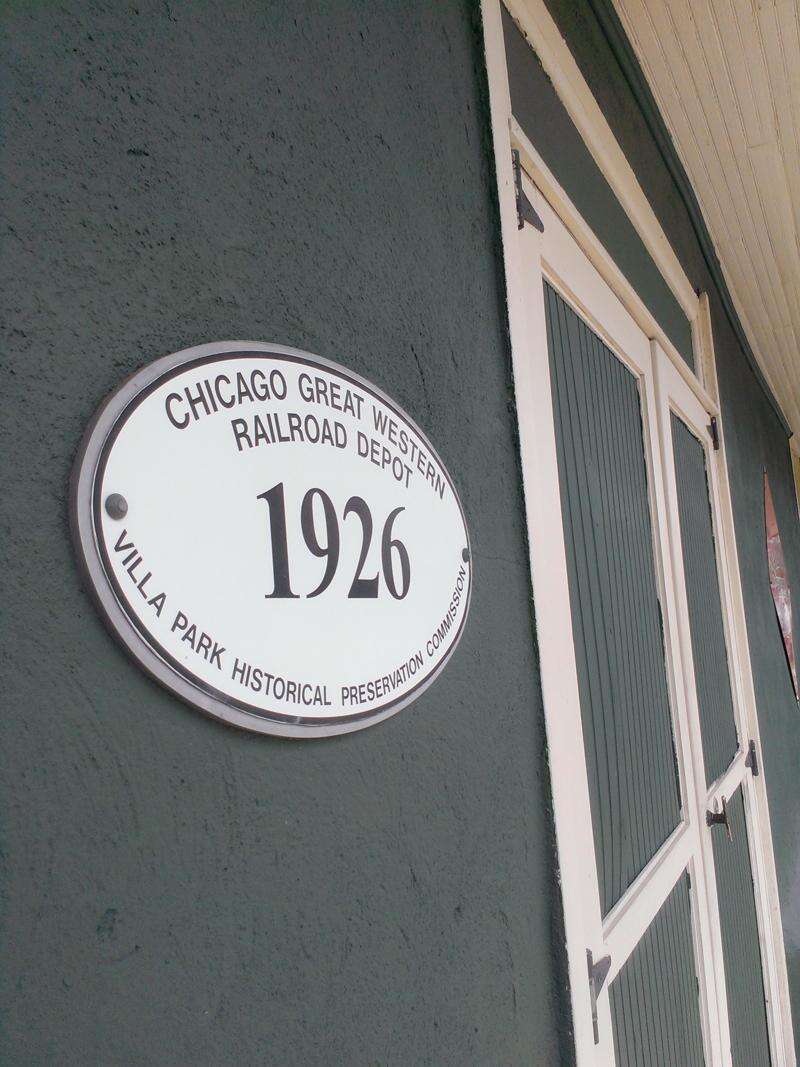 CHICAGO GREAT WESTERN
RAILROAD DEPOT
1926
VILLA PARK HISTORICAL PRESERVATION COMMISSION